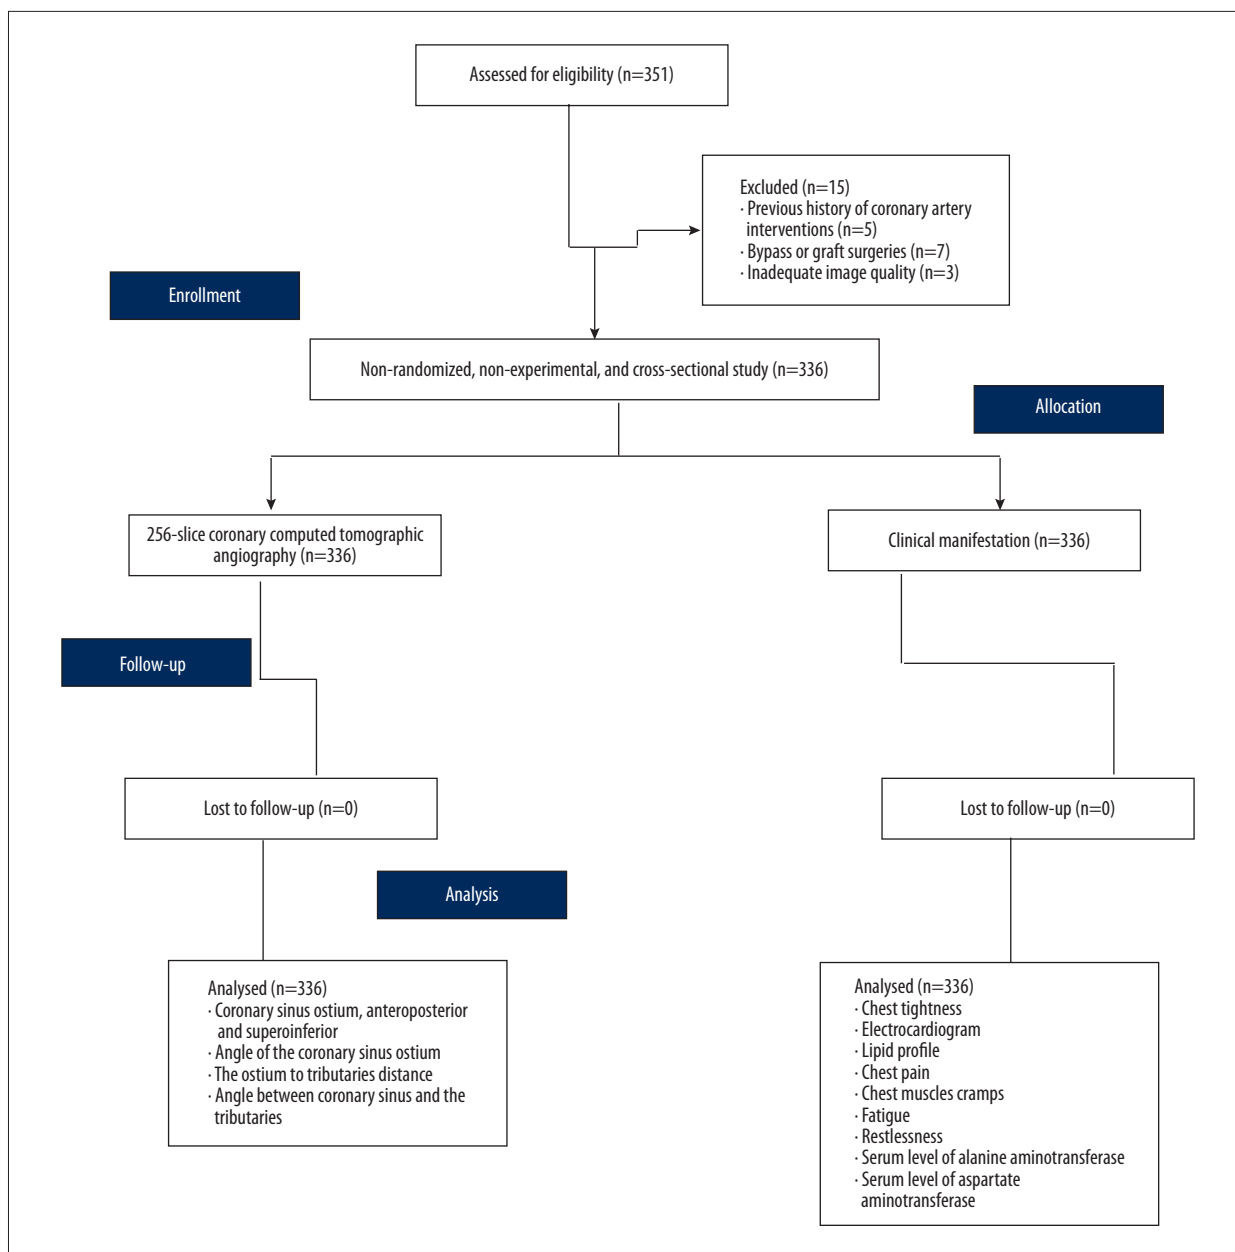 Assessed for eligibility (n=351)
Excluded (n=15)
· Previous history of coronary artery
interventions (n=5)
· Bypass or graft surgeries (n=7)
· Inadequate image quality (n=3)
Enrollment
Non-randomized, non-experimental, and cross-sectional study (n=336)
Allocation
256-slice coronary computed tomographic
angiography (n=336)
Clinical manifestation (n=336)
Follow-up
Lost to follow-up (n=0)
Lost to follow-up (n=0)
Analysis
Analysed (n=336)
· Coronary sinus ostium, anteroposterior
and superoinferior
· Angle of the coronary sinus ostium
· The ostium to tributaries distance
· Angle between coronary sinus and the
tributaries
Analysed (n=336)
· Chest tightness
· Electrocardiogram
· Lipid profile
· Chest pain
· Chest muscles cramps
· Fatigue
· Restlessness
· Serum level of alanine aminotransferase
· Serum level of aspartate
aminotransferase